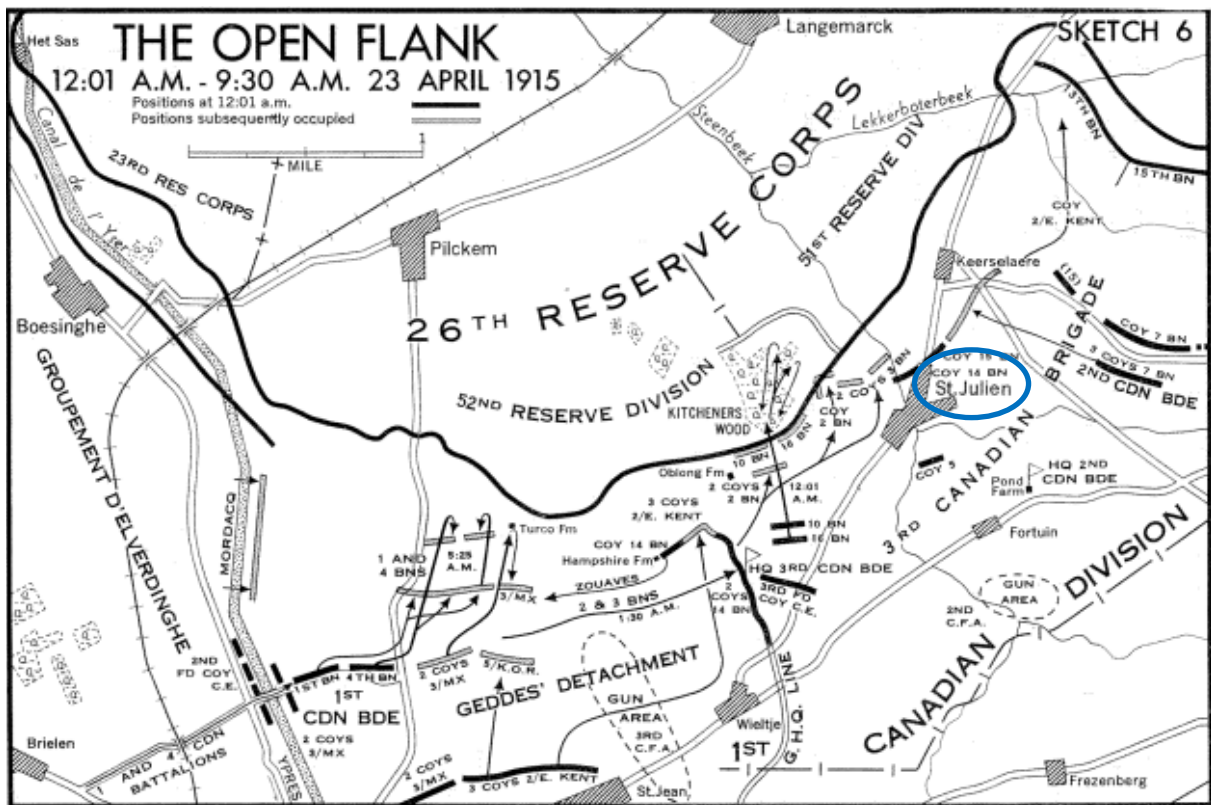 THE OPEN FLANK
12:01 A.M. - 9:30 A.M. 23 APRIL 1915
Positions at 12:01 a.m.
Positions subsequently occupied
1
MILE
SKETCH 6
Het Sas
Canal
de
l' Yser
23RD RES CORPS
Langemarck
Steenbeek
Lekkerboterbeek
13TH BN
15TH BN
COY
2/E. KENT
51ST RESERVE DIV
26TH RESERVE CORPS
Pilckem
Boesinghe
Keerselaere
(15)
COY 7 BN
3 COYS 7 BN
2ND CDN BDE
COY 15 BN
COY 14 BN
St. Julien
52ND RESERVE DIVISION
KITCHENERS
WOOD
2 COYS 3 BN
COY
2 BN
10 BN
16 BN
Oblong Fm
2 COYS
2 BN
12:01
A.M.
COY 5
Pond
Farm
HQ 2ND
CDN BDE
Fortuin
3RD CANADIAN BRIGADE
GROUPEMENT D'ELVERDINGHE
MORDACQ
3 COYS
2/E. KENT
Turco Fm
COY 14 BN
Hampshire Fm
10 BN
16 BN
HQ 3RD CDN BDE
3RD FD
COY C.E.
1 AND
4 BNS
5:25
A.M.
3/MX
ZOUAVES
2 & 3 BNS
1:30 A.M.
2
COYS
14 BN
GUN
AREA
2ND
C.F.A.
2ND
FD COY
C.E.
1ST BN
4TH BN
1ST
CDN BDE
2 COYS
3/MX
2 COYS
3/MX
5/K.O.R.
GEDDES' DETACHMENT
GUN
AREA
3RD
C.F.A.
G.H.Q. LINE
Wieltje
1ST CANADIAN DIVISION
Brielen
1 AND 4 CDN
BATTALIONS
YPRES
2 COYS
3/MX
3 COYS 2/E. KENT
St. Jean
Frezenberg